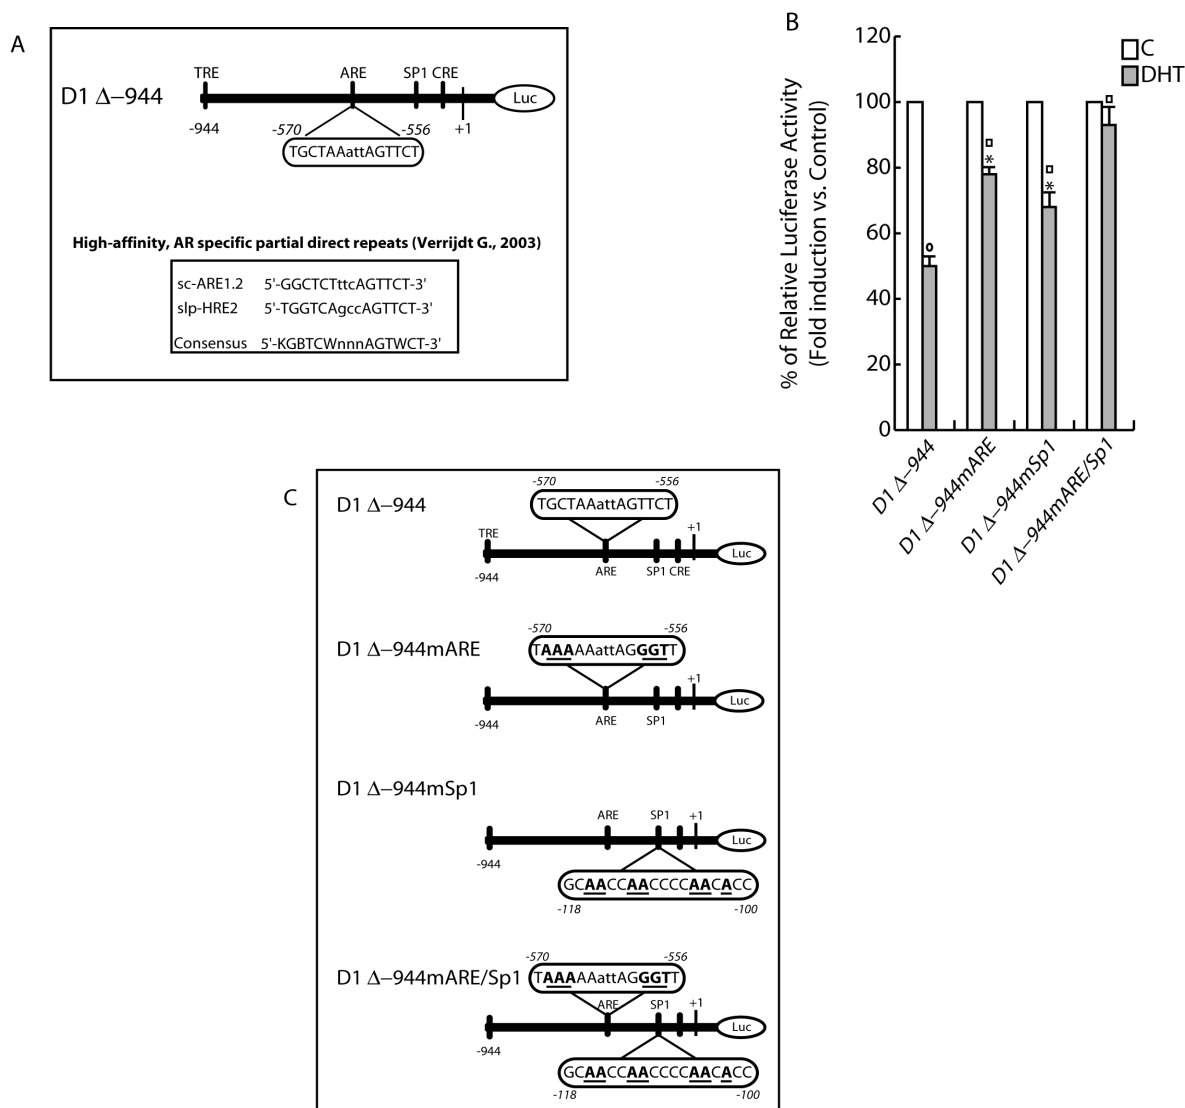 A
TRE ARE SP1 CRE
D1 Δ–944 Luc
-944 -570 -556 +1
TGCTAAattAGTTCT
High-affinity, AR specific partial direct repeats (Verrijdt G., 2003)
sc-ARE1.2 5'-GGCTCTttcAGTTCT-3'
slp-HRE2 5'-TGGTCAgccAGTTCT-3'
Consensus 5'-KGBTCWnnnAGTWCT-3'
B
% of Relative Luciferase Activity
(Fold induction vs. Control)
120
100
80
60
40
20
0
C
DHT
*
*
D1 Δ–944
D1 Δ–944mARE
D1 Δ–944mSp1
D1 Δ–944mARE/Sp1
C
-570 -556
D1 Δ–944 TGCTAAattAGTTCT
TRE +1
Luc
-944 ARE SP1 CRE
-570 -556
D1 Δ–944mARE TAAAAAattAGGGTT
+1
Luc
-944 ARE SP1
D1 Δ–944mSp1
ARE SP1 +1
Luc
-944
GCAACCAACCCCAACACC
-118 -100
-570 -556
D1 Δ–944mARE/Sp1 TAAAAAattAGGGTT
ARE SP1 +1
Luc
-944
GCAACCAACCCCAACACC
-118 -100